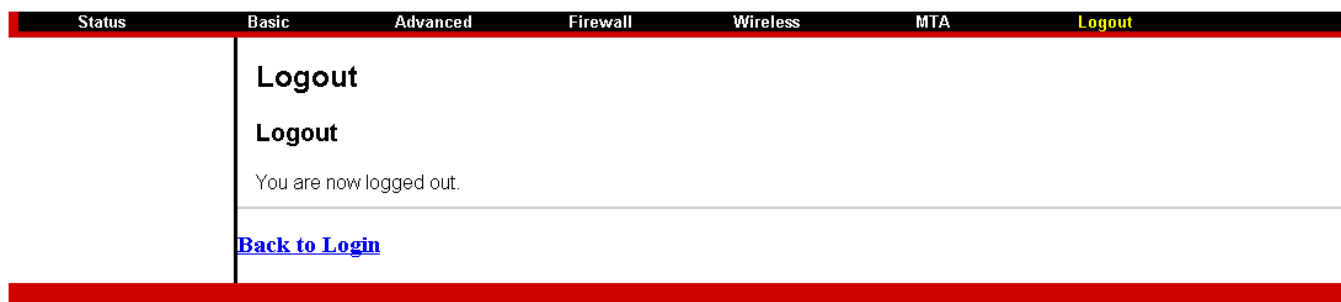 Status Basic Advanced Firewall Wireless MTA Logout
Logout
Logout
You are now logged out.
Back to Login